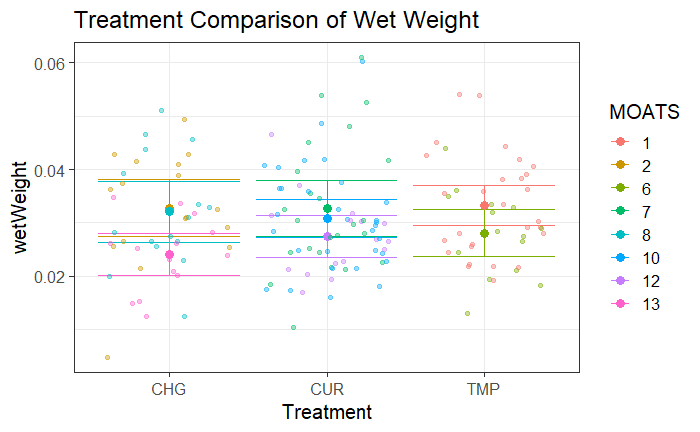 Treatment Comparison of Wet Weight
0.06
0.04
0.02
wetWeight
CHG
CUR
TMP
Treatment
MOATS
1
2
6
7
8
10
12
13